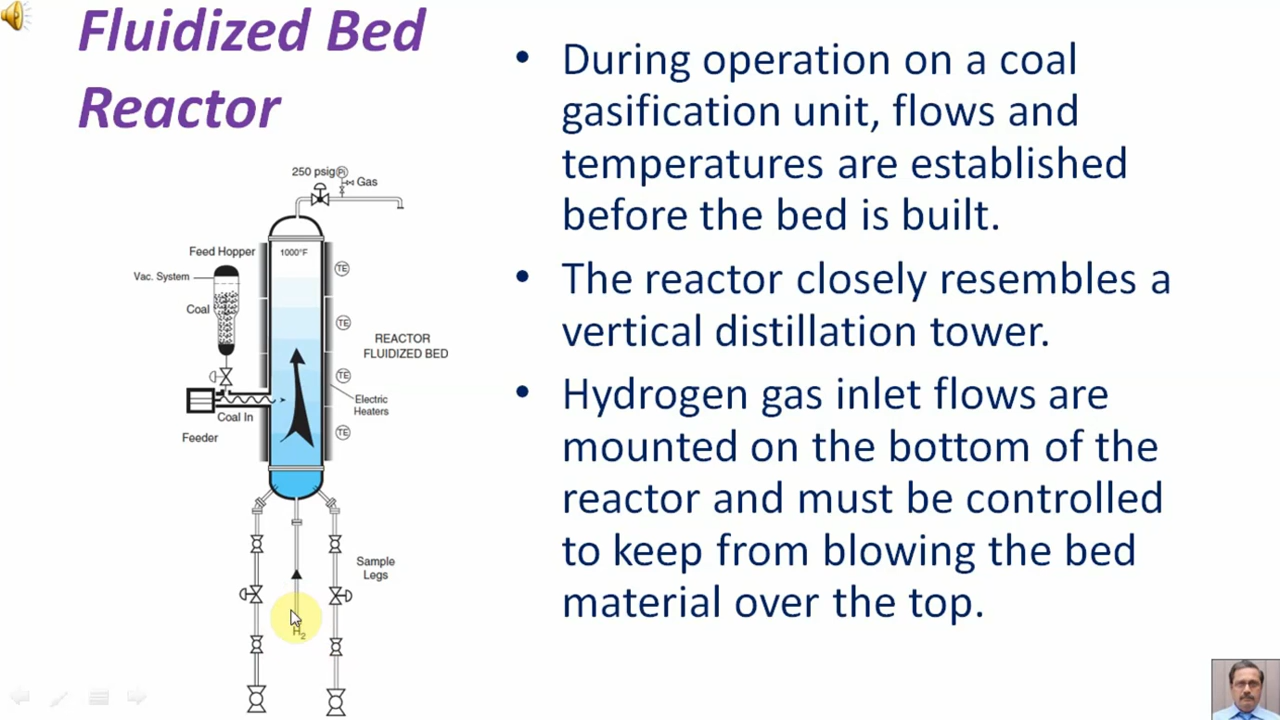 Fluidized Bed
Reactor
• During operation on a coal
gasification unit, flows and
temperatures are established
before the bed is built.
• The reactor closely resembles a
vertical distillation tower.
• Hydrogen gas inlet flows are
mounted on the bottom of the
reactor and must be controlled
to keep from blowing the bed
material over the top.
250 psig
PI
Gas
Feed Hopper
1000°F
Vac. System
TE
Coal
TE
REACTOR
FLUIDIZED BED
TE
Electric
Heaters
Coal In
Feeder
TE
Sample
Legs
H2